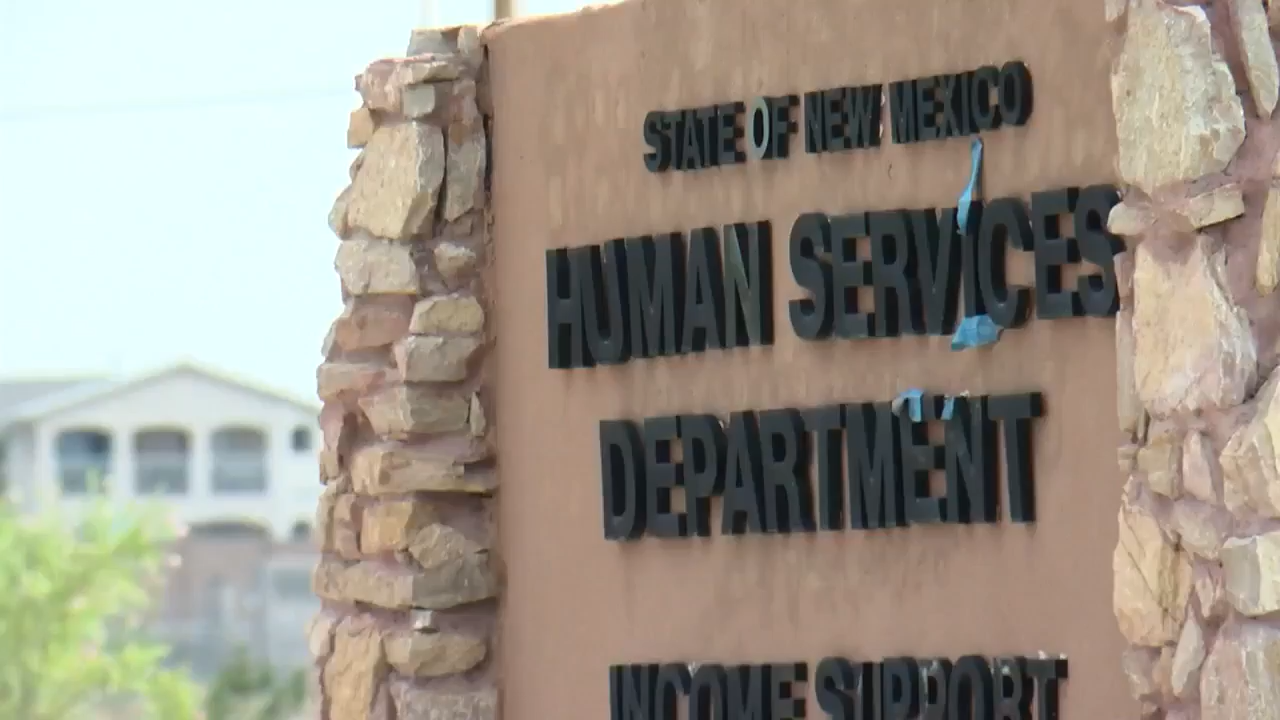 STATE OF NEW MEXICO
HUMAN SERVICES
DEPARTMENT
INCOME SUPPORT